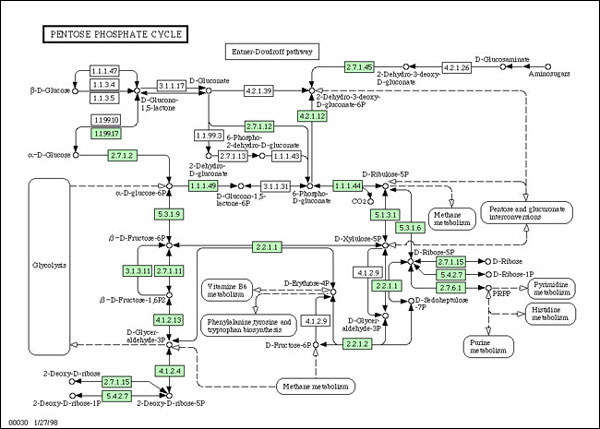 PENTOSE PHOSPHATE CYCLE
Entner-Doudroff pathway
1.1.1.47
1.1.3.4
1.1.3.5
β-D-Glucose
3.1.1.17
D-Gluconate
D-Glucono-
1,5-lactone
4.2.1.39
2.7.1.45
2-Dehydro-3-deoxy-
D-gluconate
4.2.1.26
D-Glucosaminate
Aminosugars
2-Dehydro-3-deoxy-
D-gluconate-6P
1.1.99.10
1.1.99.17
α-D-Glucose
2.7.1.2
1.1.99.3
2.7.1.12
4.2.1.12
6-Phospho-
2-dehydro-D-gluconate
2.7.1.13
1.1.1.43
2-Dehydro-
D-gluconate
α-D-glucose-6P
1.1.1.49
D-Glucono-1,5-
lactone-6P
3.1.1.31
6-Phospho-
D-gluconate
1.1.1.44
CO2
D-Ribulose-5P
Methane
metabolism
Pentose and glucuronate
interconversions
5.3.1.9
5.1.3.1
5.3.1.6
Glycolysis
β-D-Fructose-6P
2.2.1.1
D-Xylulose-5P
D-Ribose-5P
3.1.3.11
2.7.1.11
Vitamine B6
metabolism
D-Erythose-4P
4.1.2.9
2.2.1.1
2.7.1.15
D-Ribose
5.4.2.7
D-Ribose-1P
2.7.6.1
PRPP
Pyrimidine
metabolism
Histidine
metabolism
Purine
metabolism
β-D-Fructose-1,6P2
D-Sedoheptulose
-7P
Phenylalanine,tyrosine and
tryptophan biosynthesis
4.1.2.9
D-Glycer-
aldehyde-3P
4.1.2.13
D-Glycer-
aldehyde-3P
D-Fructose-6P
2.2.1.2
4.1.2.4
Methane metabolism
2-Deoxy-D-ribose
2.7.1.15
5.4.2.7
2-Deoxy-D-ribose-1P
2-Deoxy-D-ribose-5P
00030 1/27/98